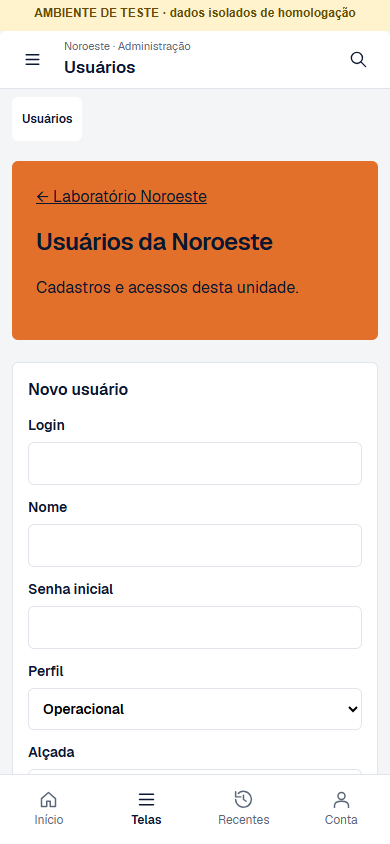 AMBIENTE DE TESTE · dados isolados de homologação
Noroeste · Administração
Usuários
Usuários
← Laboratório Noroeste
Usuários da Noroeste
Cadastros e acessos desta unidade.
Novo usuário
Login
Nome
Senha inicial
Perfil
Operacional
Alçada
Início
Telas
Recentes
Conta